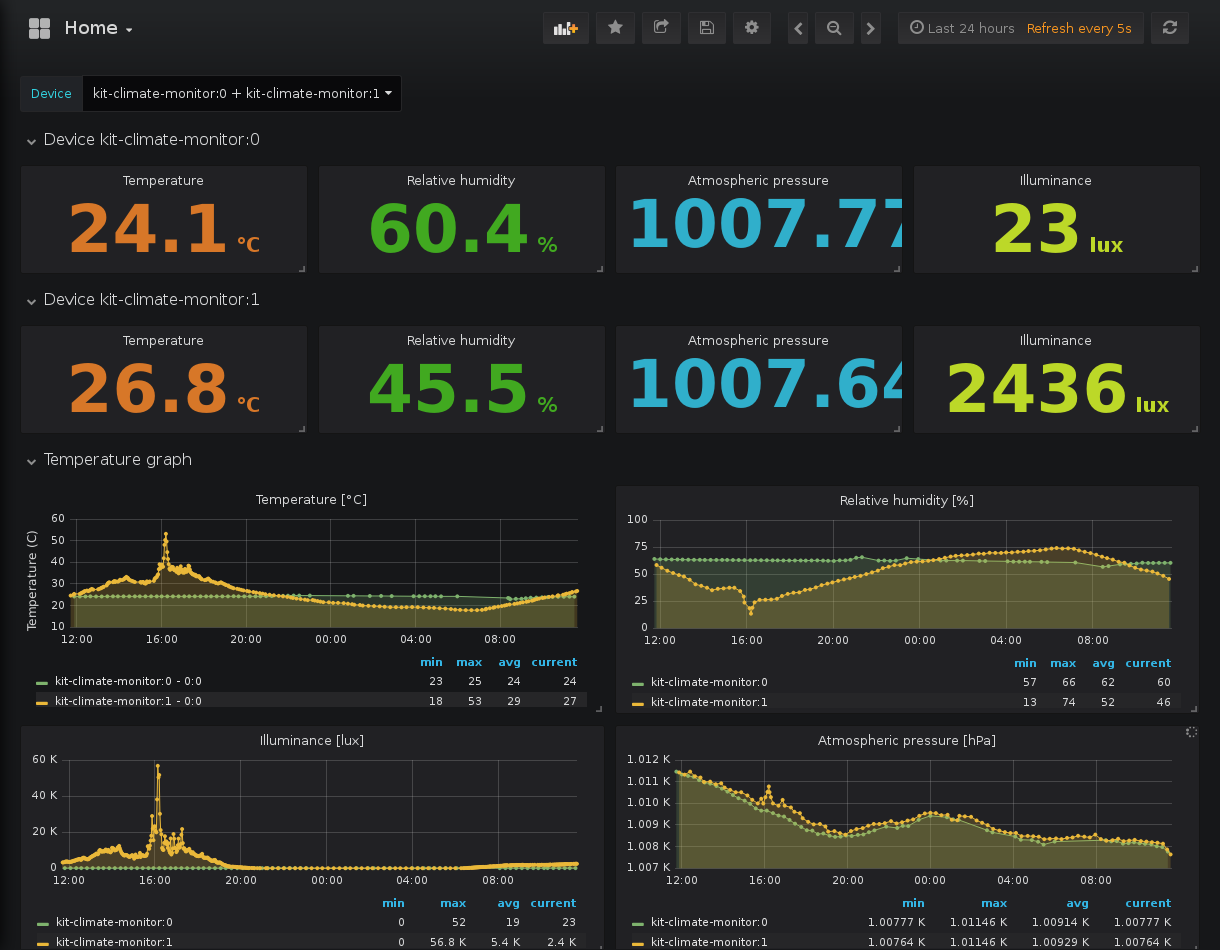 Home
Last 24 hours Refresh every 5s
Device kit-climate-monitor:0 + kit-climate-monitor:1
Device kit-climate-monitor:0
Temperature Relative humidity Atmospheric pressure Illuminance
24.1 °C 60.4 % 1007.77 23 lux
Device kit-climate-monitor:1
Temperature Relative humidity Atmospheric pressure Illuminance
26.8 °C 45.5 % 1007.64 2436 lux
Temperature graph
Temperature [°C]
Temperature (C)
60
50
40
30
20
10
12:00 16:00 20:00 00:00 04:00 08:00
min max avg current
kit-climate-monitor:0 - 0:0 23 25 24 24
kit-climate-monitor:1 - 0:0 18 53 29 27
Relative humidity [%]
100
75
50
25
0
12:00 16:00 20:00 00:00 04:00 08:00
min max avg current
kit-climate-monitor:0 57 66 62 60
kit-climate-monitor:1 13 74 52 46
Illuminance [lux]
60 K
40 K
20 K
0
12:00 16:00 20:00 00:00 04:00 08:00
min max avg current
kit-climate-monitor:0 0 52 19 23
kit-climate-monitor:1 0 56.8 K 5.4 K 2.4 K
Atmospheric pressure [hPa]
1.012 K
1.011 K
1.010 K
1.009 K
1.008 K
1.007 K
12:00 16:00 20:00 00:00 04:00 08:00
min max avg current
kit-climate-monitor:0 1.00777 K 1.01146 K 1.00914 K 1.00777 K
kit-climate-monitor:1 1.00764 K 1.01146 K 1.00929 K 1.00764 K